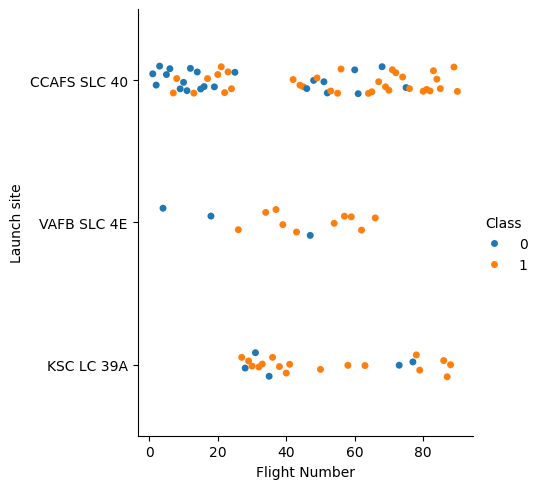 CCAFS SLC 40
VAFB SLC 4E
KSC LC 39A
Launch site
0
20
40
60
80
Flight Number
Class
0
1